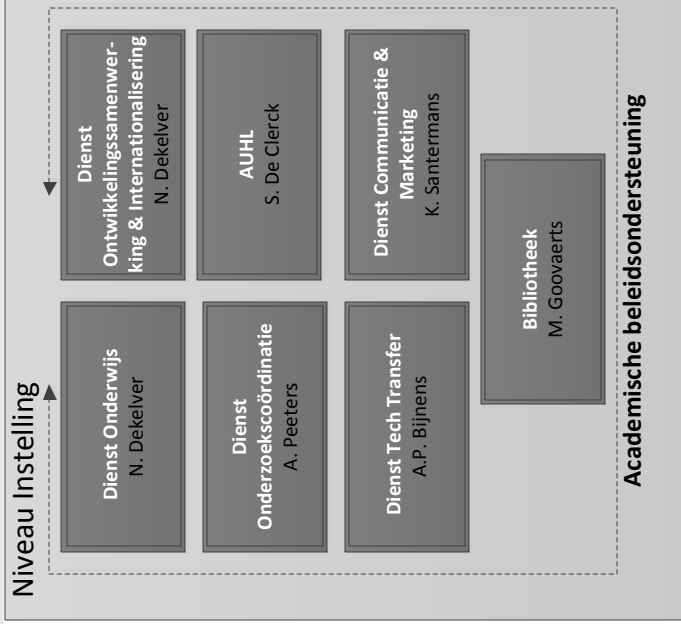 Niveau Instelling
Dienst Onderwijs
N. Dekelver
Dienst
Ontwikkelingssamenwer-
king & Internationalisering
N. Dekelver
Dienst
Onderzoekscoördinatie
A. Peeters
AUHL
S. De Clerck
Dienst Tech Transfer
A.P. Bijnens
Dienst Communicatie &
Marketing
K. Santermans
Bibliotheek
M. Goovaerts
Academische beleidsondersteuning